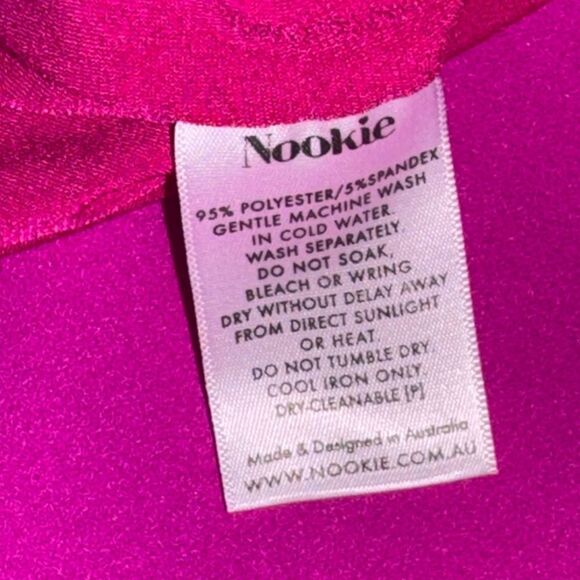 Nookie
95% POLYESTER/5%SPANDEX
GENTLE MACHINE WASH
IN COLD WATER.
WASH SEPARATELY.
DO NOT SOAK,
BLEACH OR WRING
DRY WITHOUT DELAY AWAY
FROM DIRECT SUNLIGHT
OR HEAT.
DO NOT TUMBLE DRY.
COOL IRON ONLY.
DRY-CLEANABLE [P]
Made & Designed in Australia
WWW.NOOKIE.COM.AU